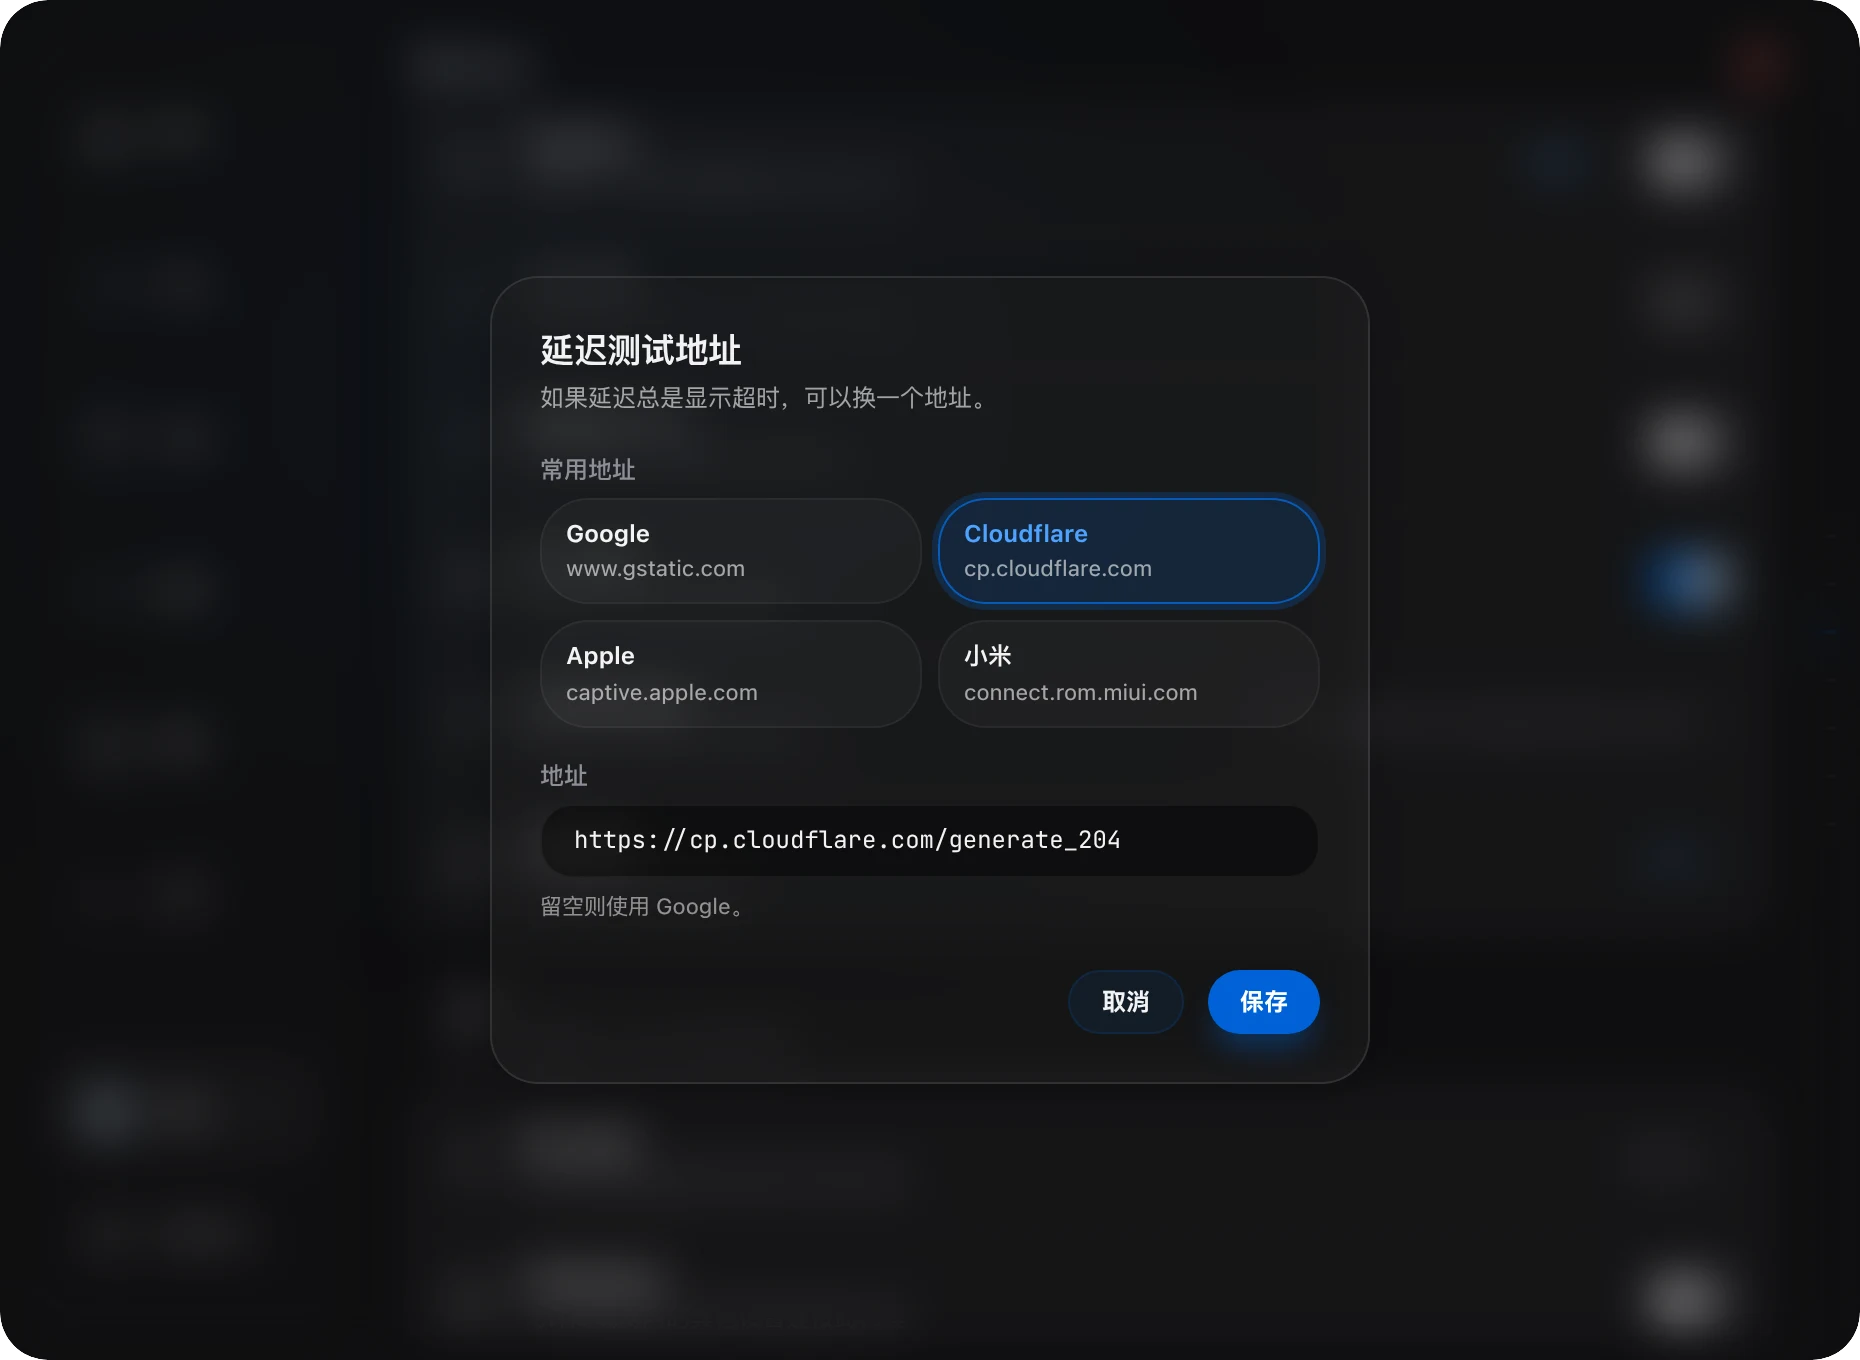 延迟测试地址
如果延迟总是显示超时，可以换一个地址。
常用地址
Google
www.gstatic.com
Cloudflare
cp.cloudflare.com
Apple
captive.apple.com
小米
connect.rom.miui.com
地址
https://cp.cloudflare.com/generate_204
留空则使用 Google。
取消
保存